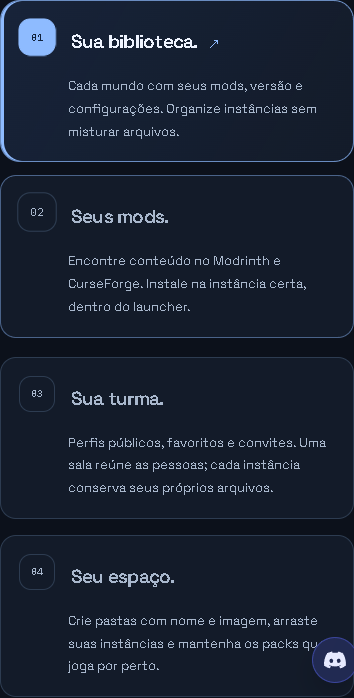 01
Sua biblioteca. ↗
Cada mundo com seus mods, versão e
configurações. Organize instâncias sem
misturar arquivos.
02
Seus mods.
Encontre conteúdo no Modrinth e
CurseForge. Instale na instância certa,
dentro do launcher.
03
Sua turma.
Perfis públicos, favoritos e convites. Uma
sala reúne as pessoas; cada instância
conserva seus próprios arquivos.
04
Seu espaço.
Crie pastas com nome e imagem, arraste
suas instâncias e mantenha os packs qu
joga por perto.